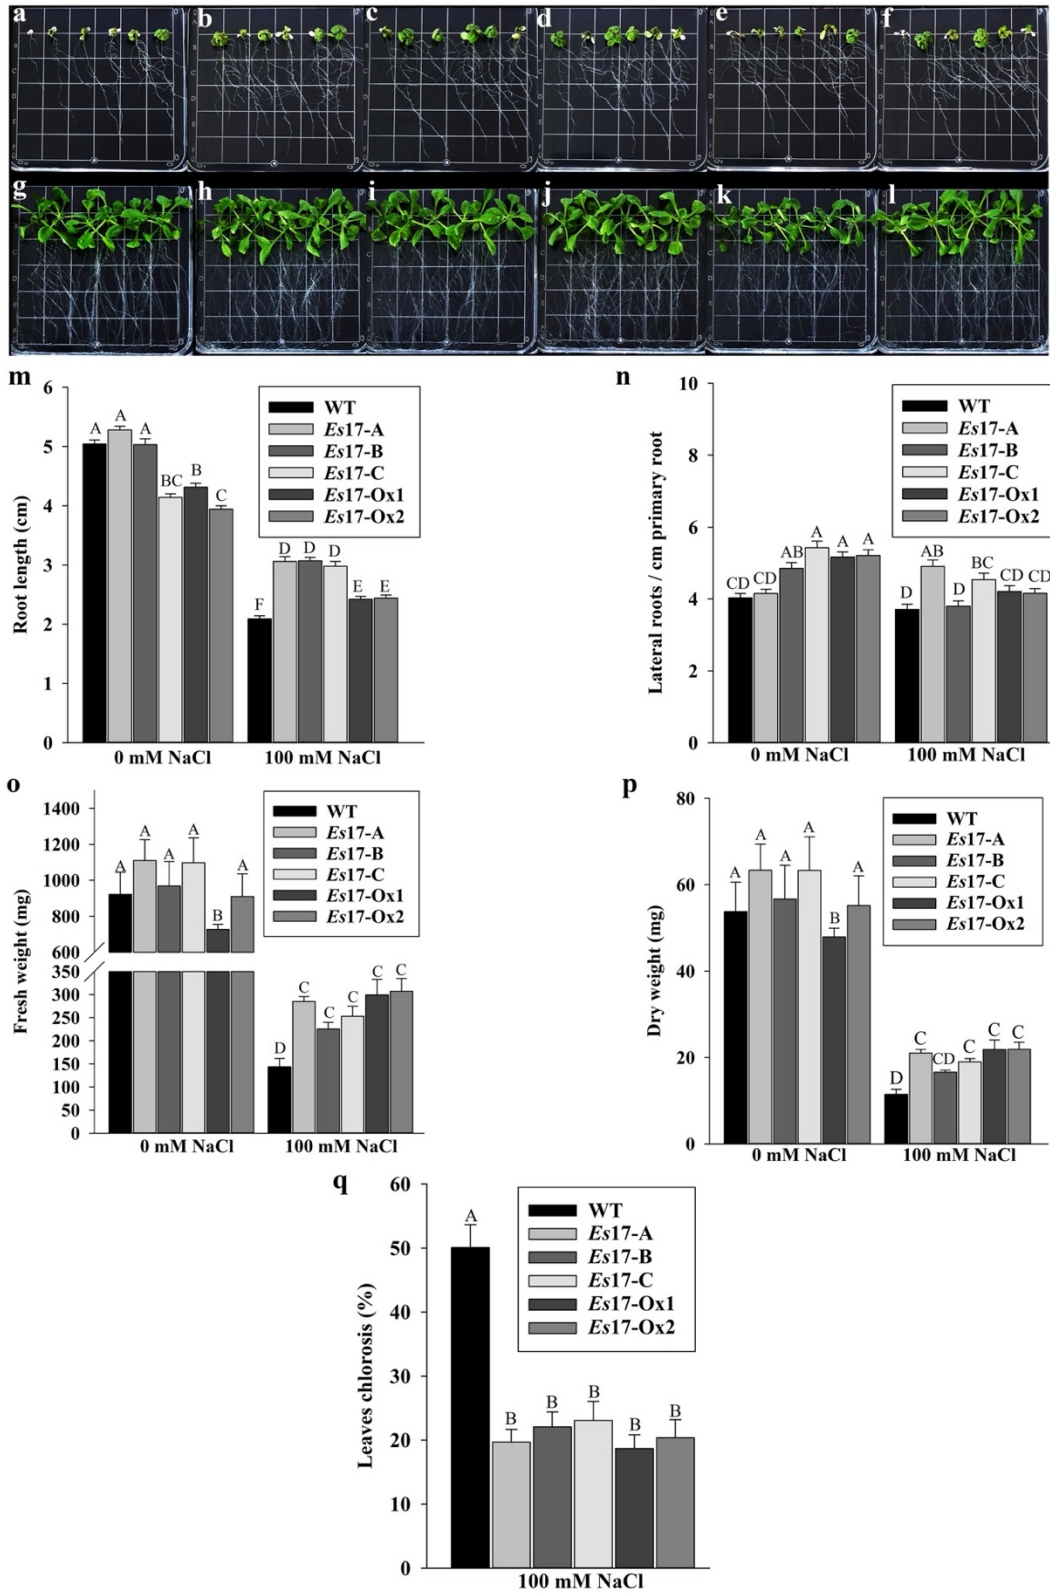 a b c d e f
g h i j k l
m
Root length (cm)
6
5
4
3
2
1
0
A A A BC B C
F D D D E E
0 mM NaCl 100 mM NaCl
WT
Es17-A
Es17-B
Es17-C
Es17-Ox1
Es17-Ox2
n
Lateral roots / cm primary root
10
8
6
4
2
0
CD CD AB A A A
D AB D BC CD CD
0 mM NaCl 100 mM NaCl
WT
Es17-A
Es17-B
Es17-C
Es17-Ox1
Es17-Ox2
o
Fresh weight (mg)
1400
1200
1000
800
600
350
300
250
200
150
100
50
0
A A A A B A
D C C C C C
0 mM NaCl 100 mM NaCl
WT
Es17-A
Es17-B
Es17-C
Es17-Ox1
Es17-Ox2
p
Dry weight (mg)
80
60
40
20
0
A A A A B A
D C CD C C C
0 mM NaCl 100 mM NaCl
WT
Es17-A
Es17-B
Es17-C
Es17-Ox1
Es17-Ox2
q
Leaves chlorosis (%)
60
50
40
30
20
10
0
A B B B B B
100 mM NaCl
WT
Es17-A
Es17-B
Es17-C
Es17-Ox1
Es17-Ox2